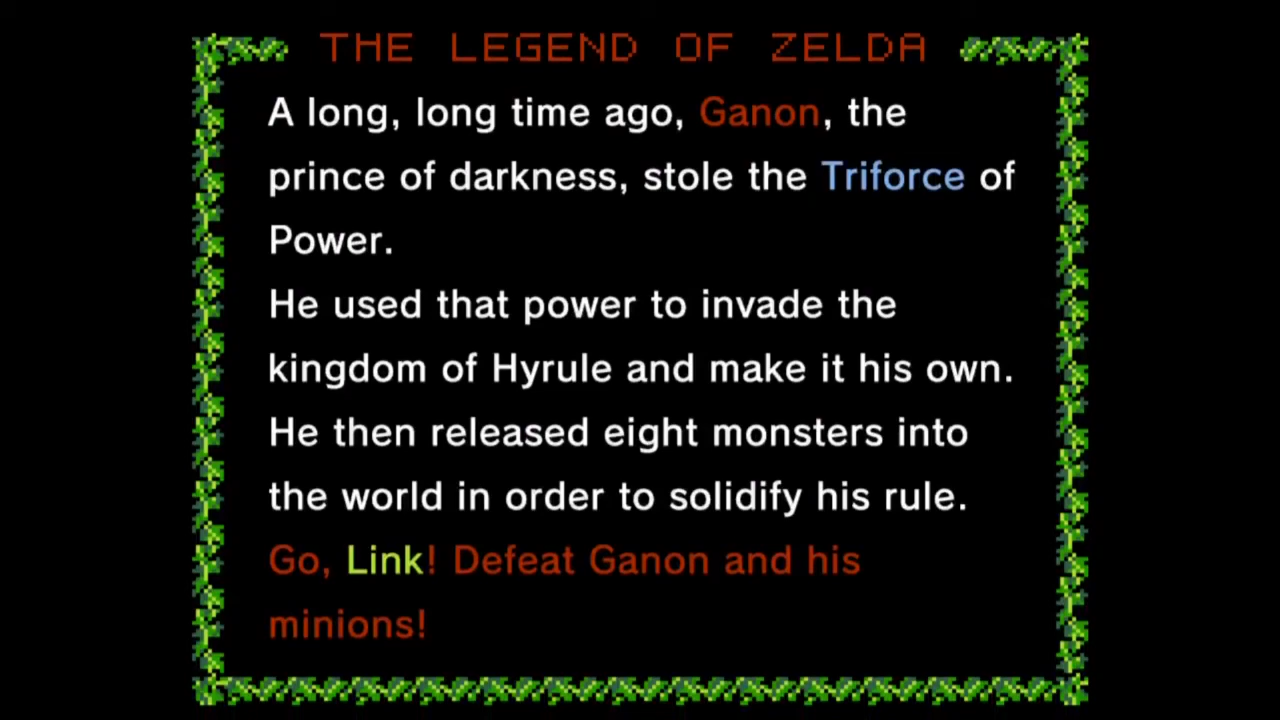 THE LEGEND OF ZELDA
A long, long time ago, Ganon, the
prince of darkness, stole the Triforce of
Power.
He used that power to invade the
kingdom of Hyrule and make it his own.
He then released eight monsters into
the world in order to solidify his rule.
Go, Link! Defeat Ganon and his
minions!